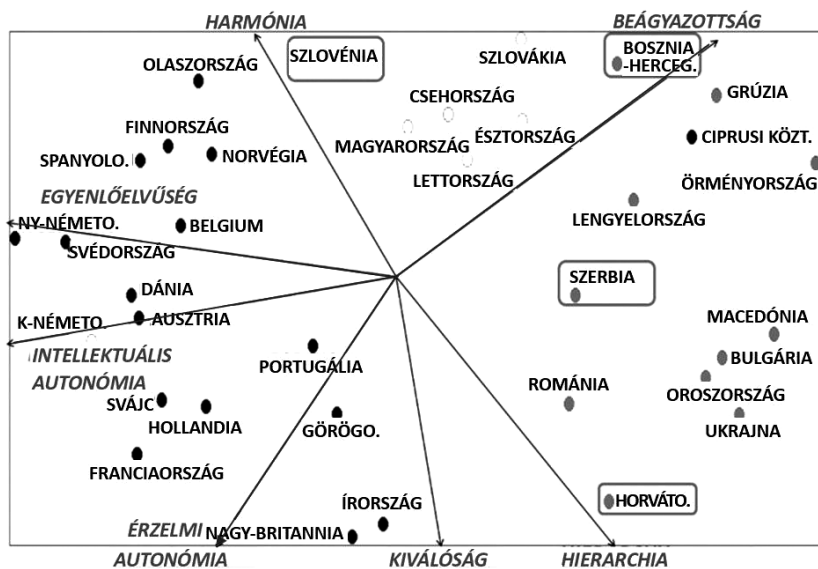 HARMÓNIA
BEÁGYAZOTTSÁG
SZLOVÉNIA
SZLOVÁKIA
BOSZNIA
-HERCEG.
OLASZORSZÁG
GRÚZIA
CSEHORSZÁG
FINNORSZÁG
MAGYARORSZÁG
ÉSZTORSZÁG
CIPRUSI KÖZT.
SPANYOLO.
NORVÉGIA
LETTORSZÁG
ÖRMÉNYORSZÁG
EGYENLŐELVŰSÉG
LENGYELORSZÁG
NY-NÉMETO.
BELGIUM
SVÉDORSZÁG
SZERBIA
DÁNIA
K-NÉMETO.
AUSZTRIA
MACEDÓNIA
INTELLEKTUÁLIS
AUTONÓMIA
PORTUGÁLIA
BULGÁRIA
ROMÁNIA
OROSZORSZÁG
SVÁJC
HOLLANDIA
GÖRÖGO.
UKRAJNA
FRANCIAORSZÁG
HORVÁTO.
ÍRORSZÁG
ÉRZELMI
NAGY-BRITANNIA
AUTONÓMIA
KIVÁLÓSÁG
HIERARCHIA